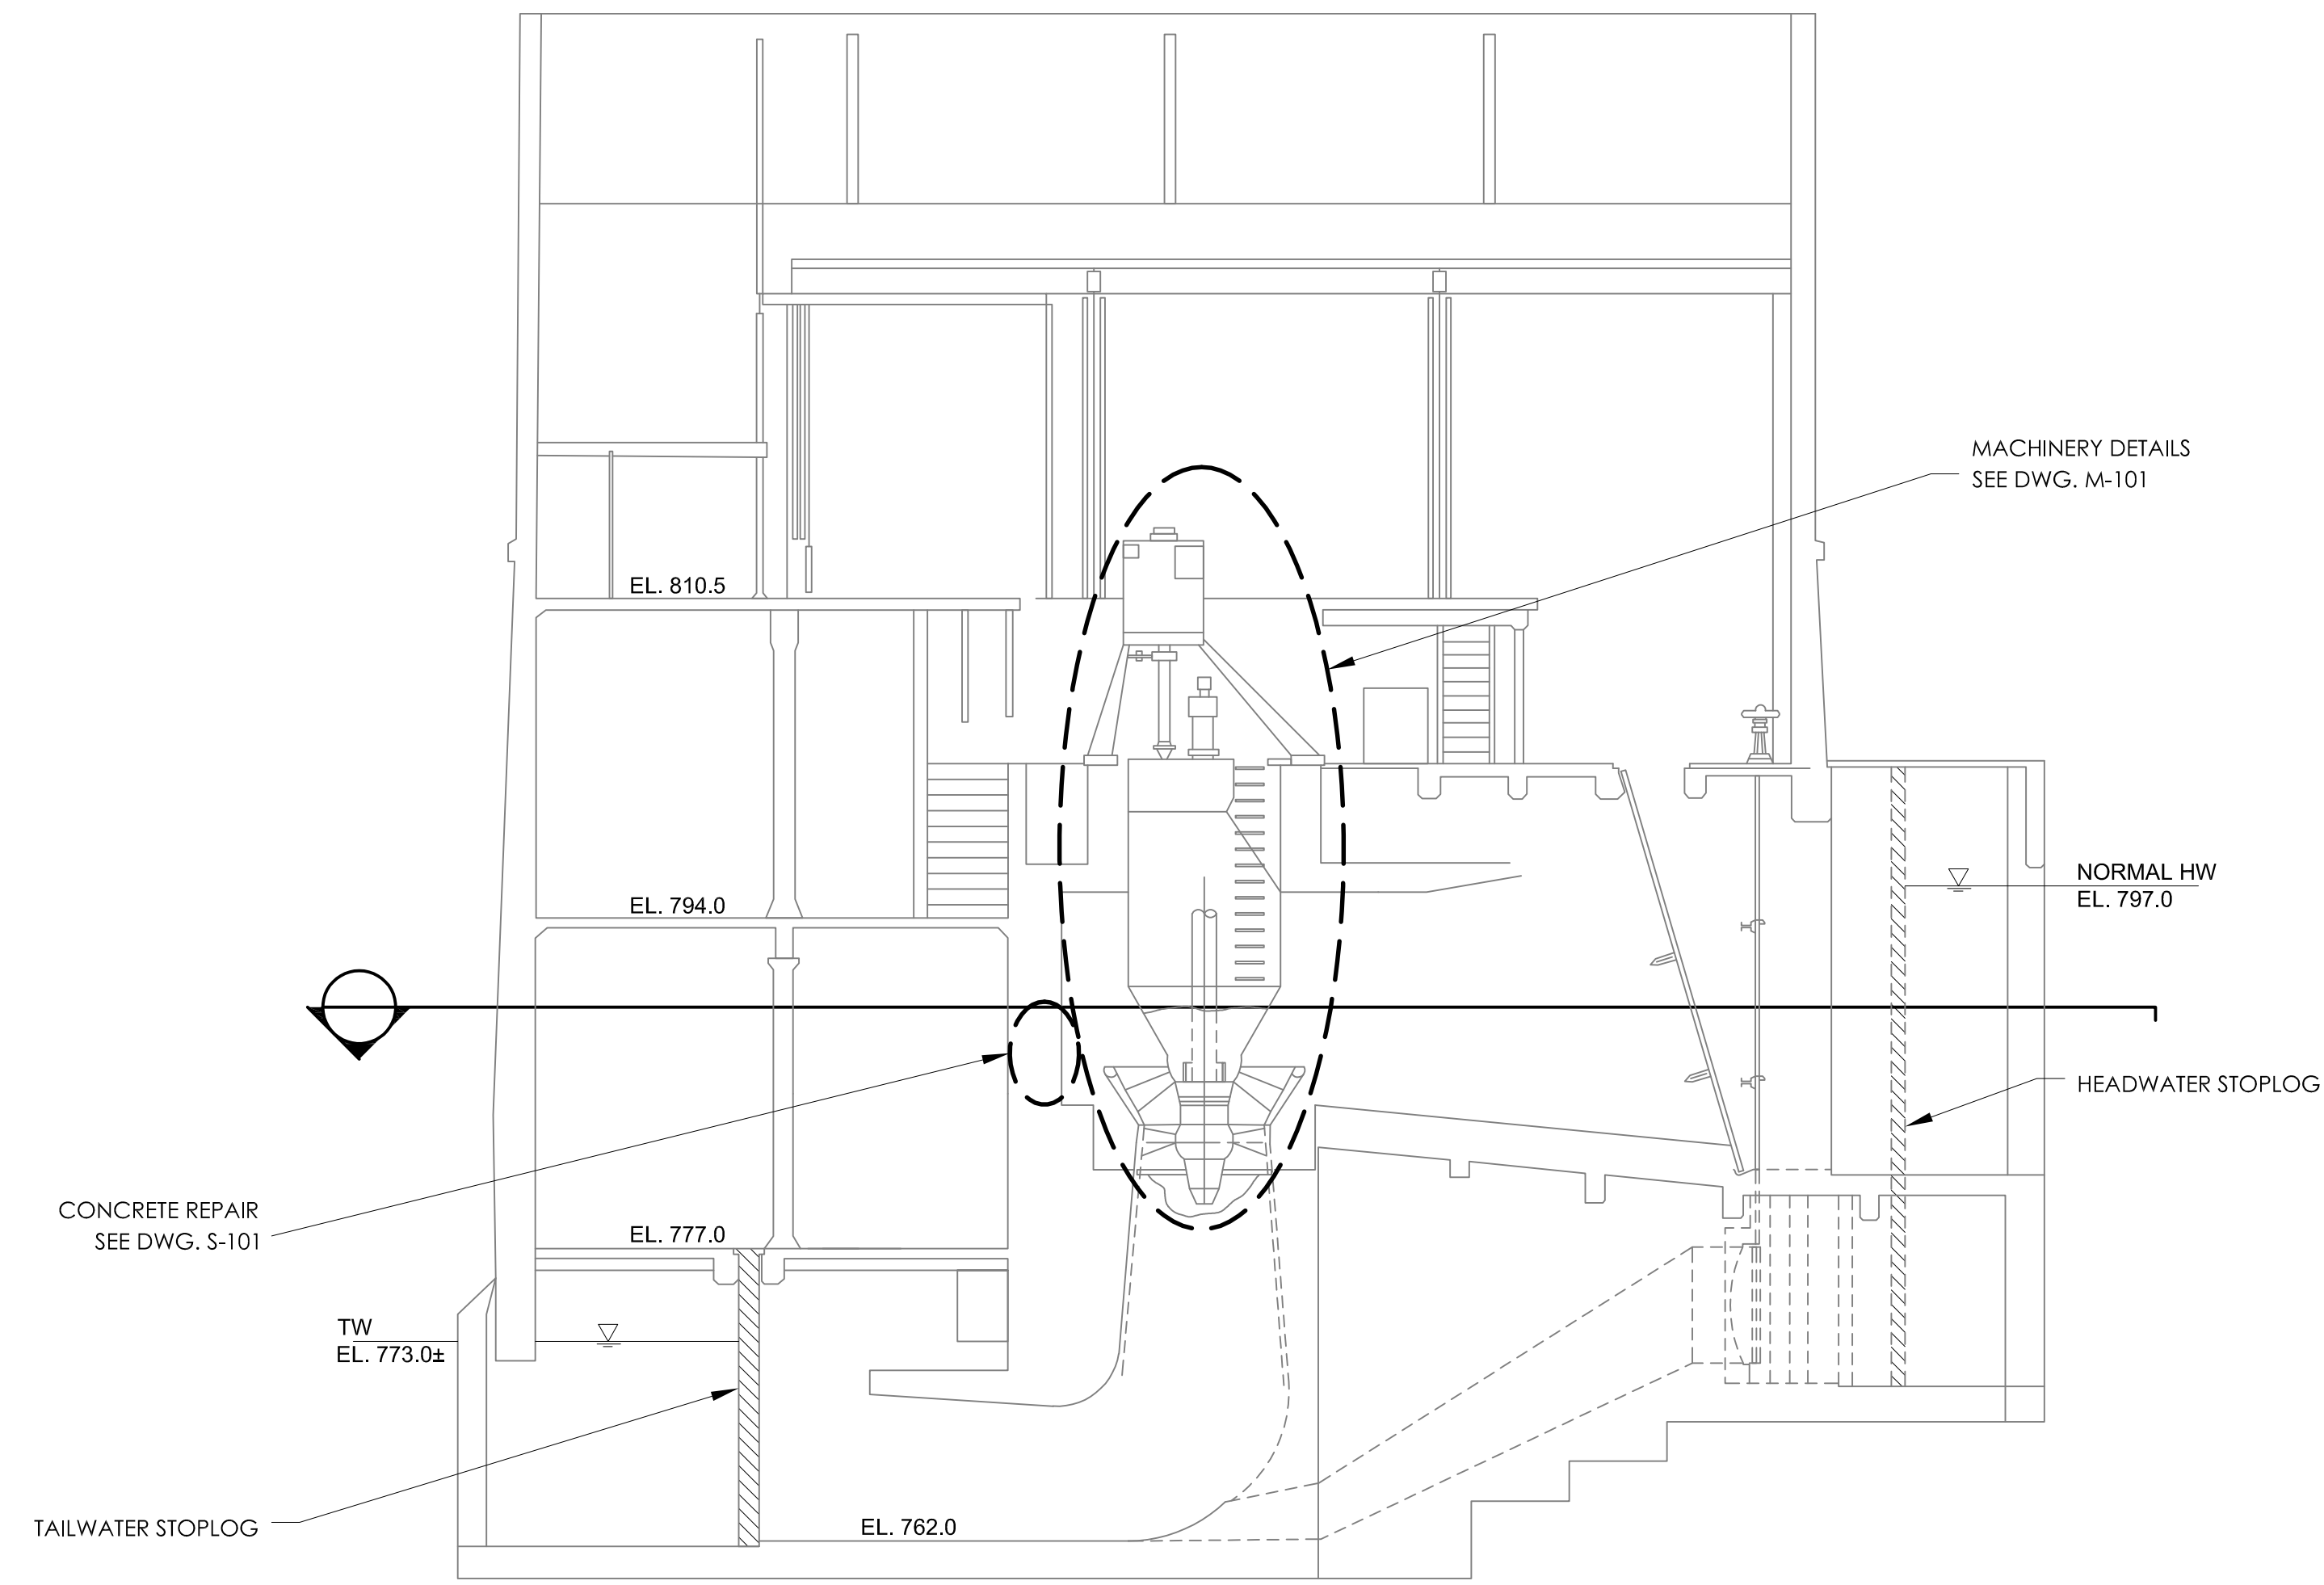 MACHINERY DETAILS
SEE DWG. M-101
EL. 810.5
EL. 794.0
NORMAL HW
EL. 797.0
HEADWATER STOPLOG
CONCRETE REPAIR
SEE DWG. S-101
EL. 777.0
TW
EL. 773.0±
TAILWATER STOPLOG
EL. 762.0